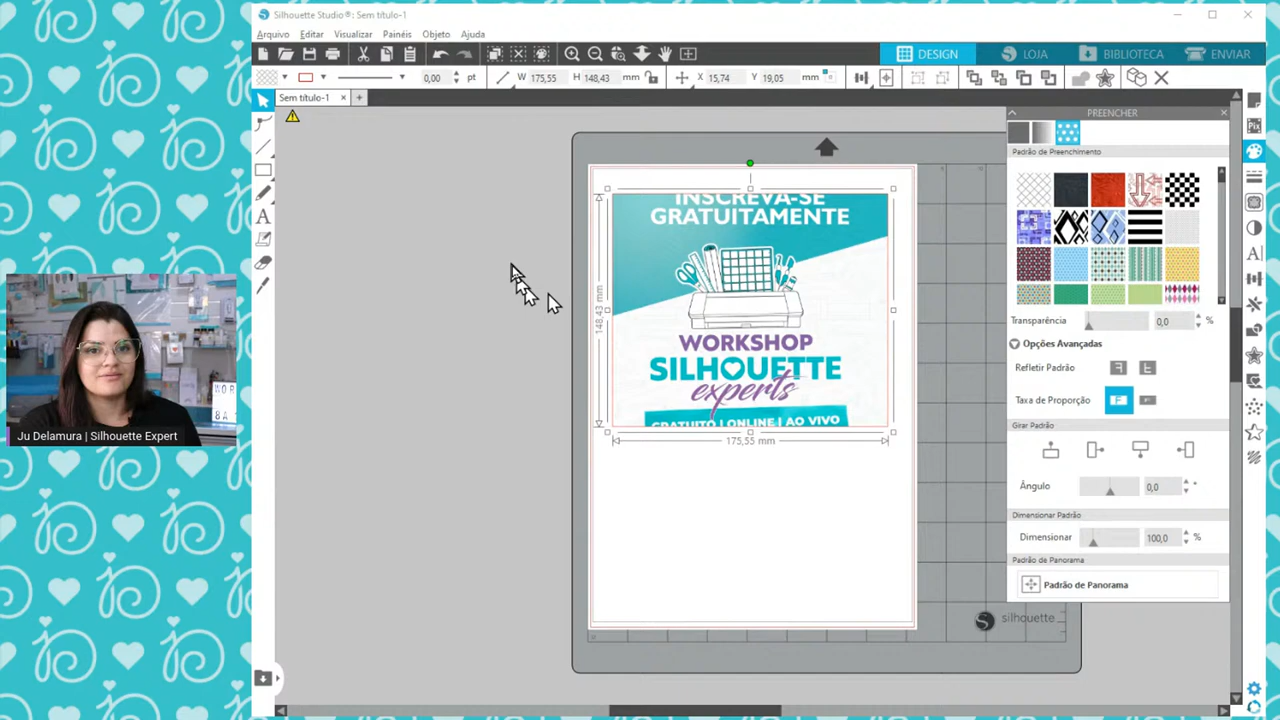 Silhouette Studio®: Sem título-1
Arquivo Editar Visualizar Painéis Objeto Ajuda
DESIGN LOJA BIBLIOTECA ENVIAR
0,00 pt W 175,55 H 148,43 mm X 15,74 Y 19,05 mm
Sem título-1
PREENCHER
Pix
Padrão de Preenchimento
INSCREVA-SE
GRATUITAMENTE
148,43 mm
WORKSHOP
SILHOUETTE
experts
GRATUITO | ONLINE | AO VIVO
175,55 mm
Transparência 0,0 %
Opções Avançadas
Refletir Padrão
Taxa de Proporção
Girar Padrão
Ângulo 0,0 °
Dimensionar Padrão
Dimensionar 100,0 %
Padrão de Panorama
Padrão de Panorama
silhouette
Ju Delamura | Silhouette Expert